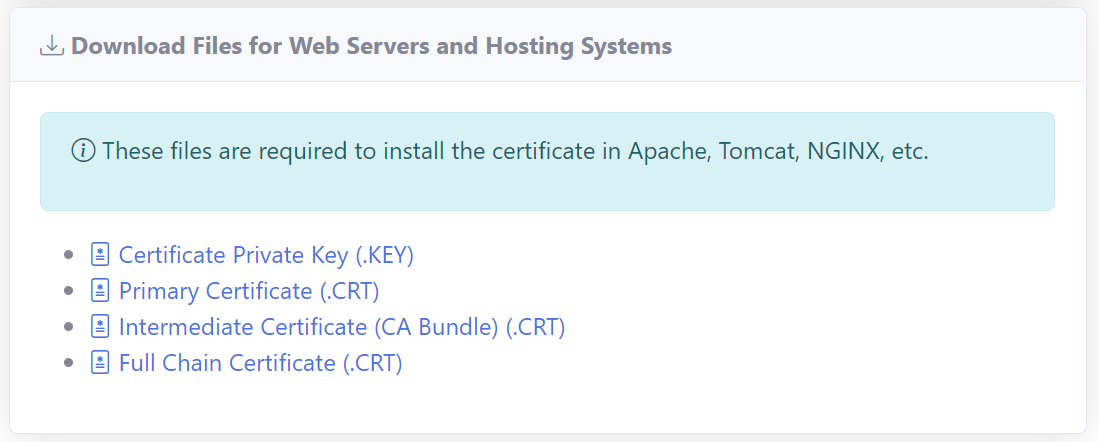 Download Files for Web Servers and Hosting Systems
These files are required to install the certificate in Apache, Tomcat, NGINX, etc.
Certificate Private Key (.KEY)
Primary Certificate (.CRT)
Intermediate Certificate (CA Bundle) (.CRT)
Full Chain Certificate (.CRT)